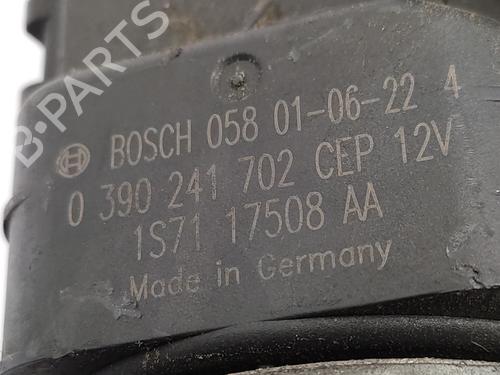 B-PARTS
BOSCH 058 01-06-22 4
0 390 241 702 CEP 12V
1S71 17508 AA
Made in Germany